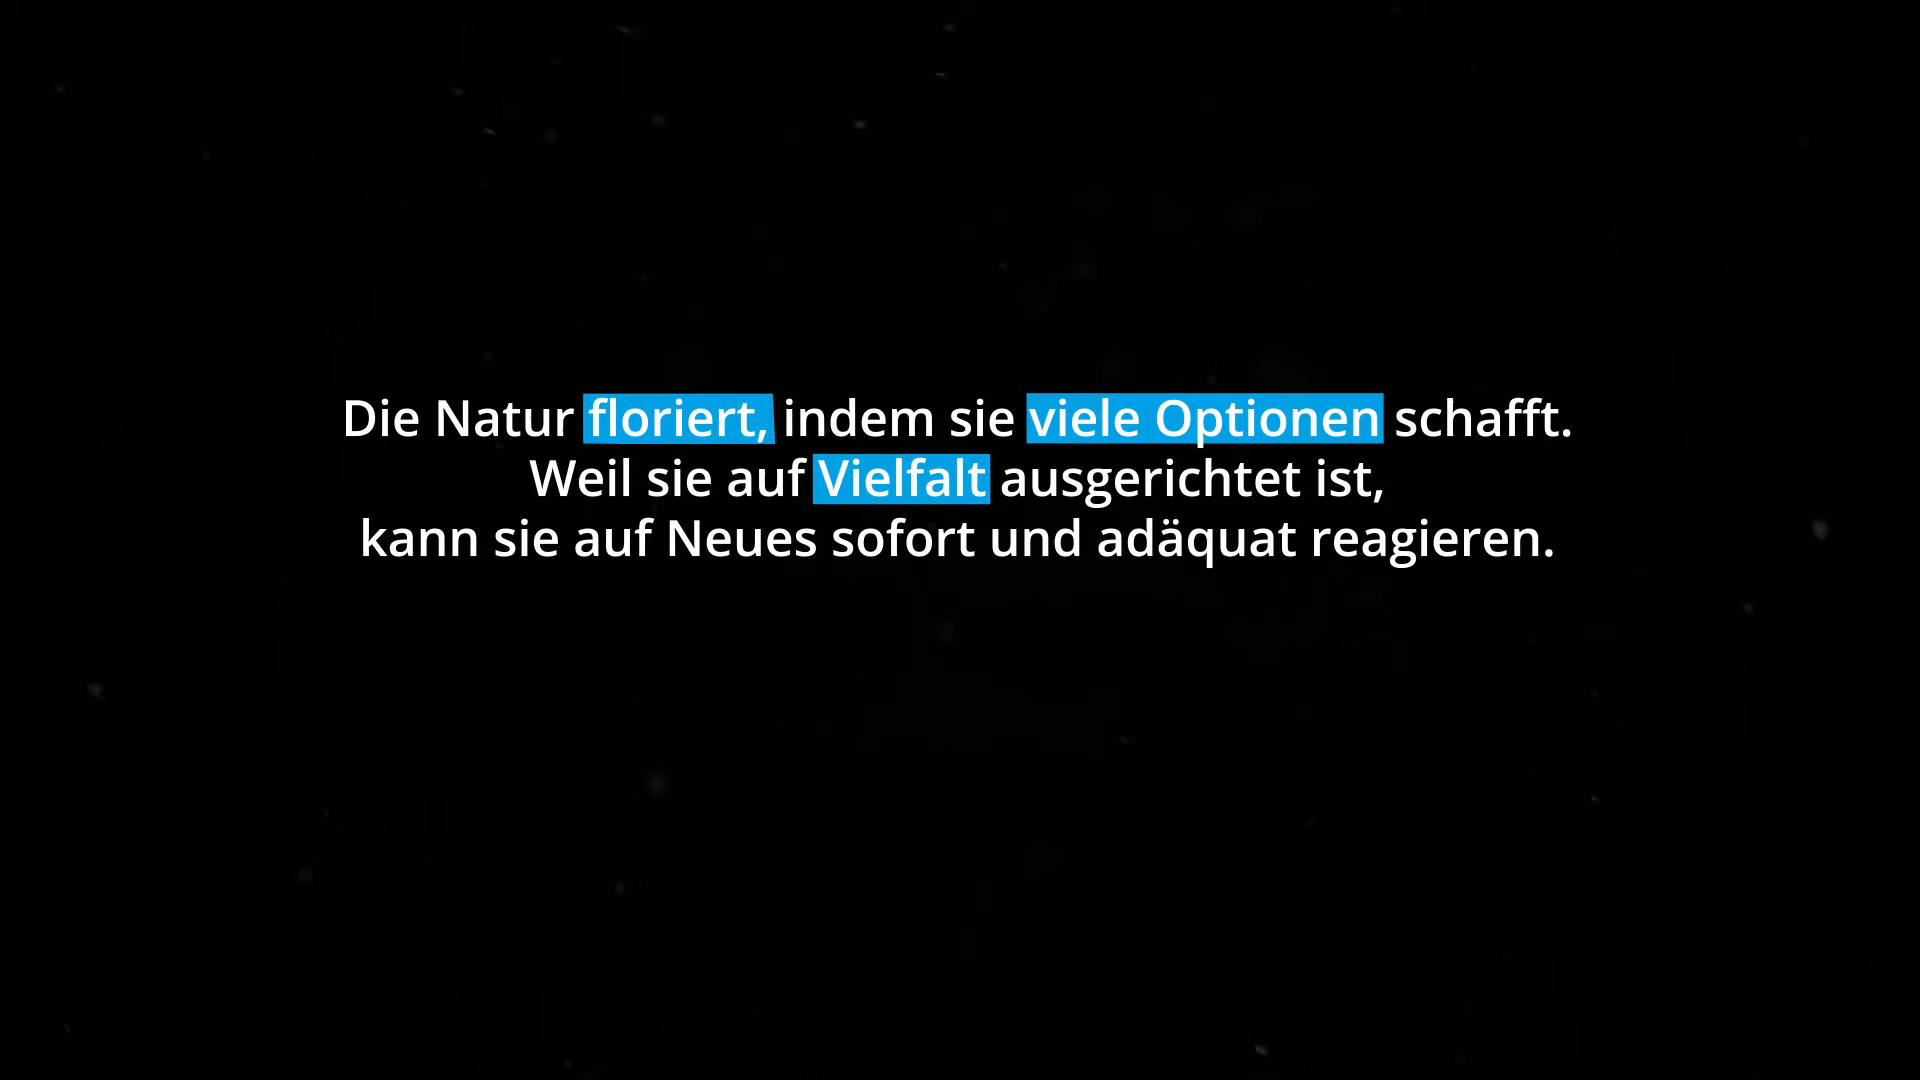 Die Natur floriert, indem sie viele Optionen schafft.
Weil sie auf Vielfalt ausgerichtet ist,
kann sie auf Neues sofort und adäquat reagieren.